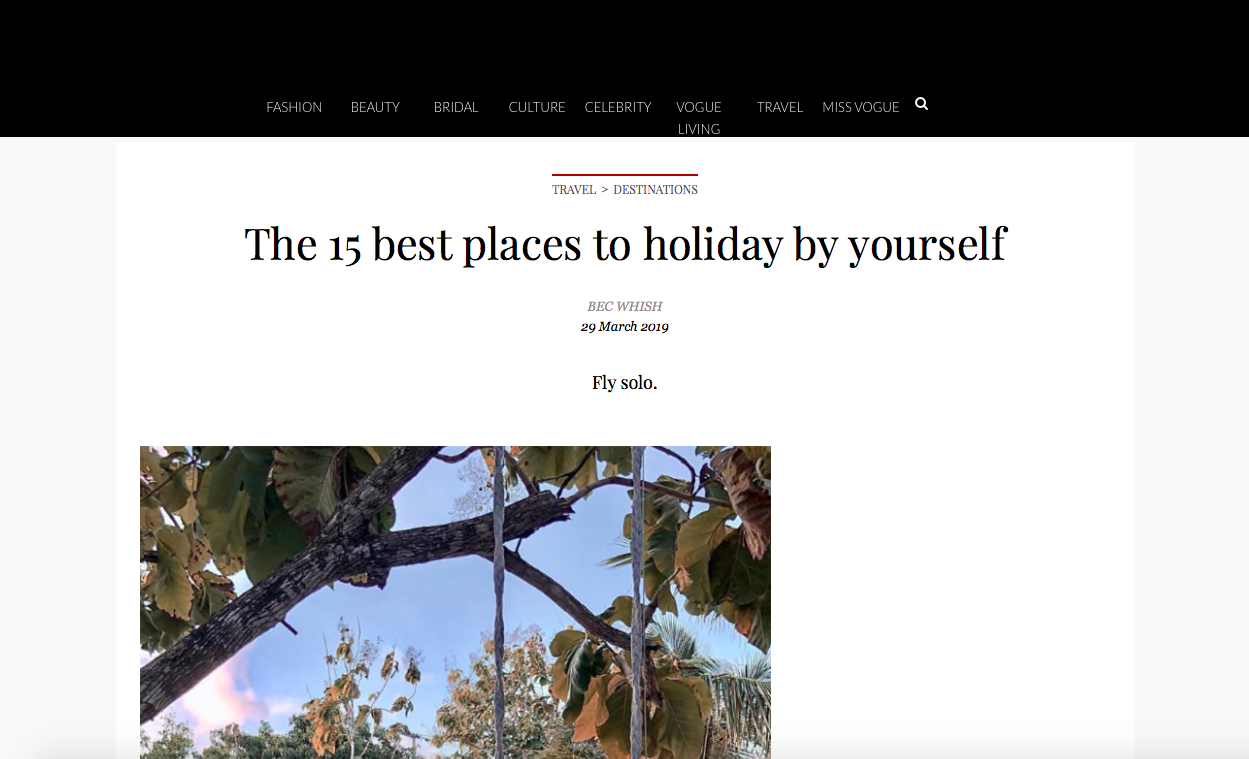 FASHION BEAUTY BRIDAL CULTURE CELEBRITY VOGUE LIVING TRAVEL MISS VOGUE
TRAVEL > DESTINATIONS
The 15 best places to holiday by yourself
BEC WHISH
29 March 2019
Fly solo.